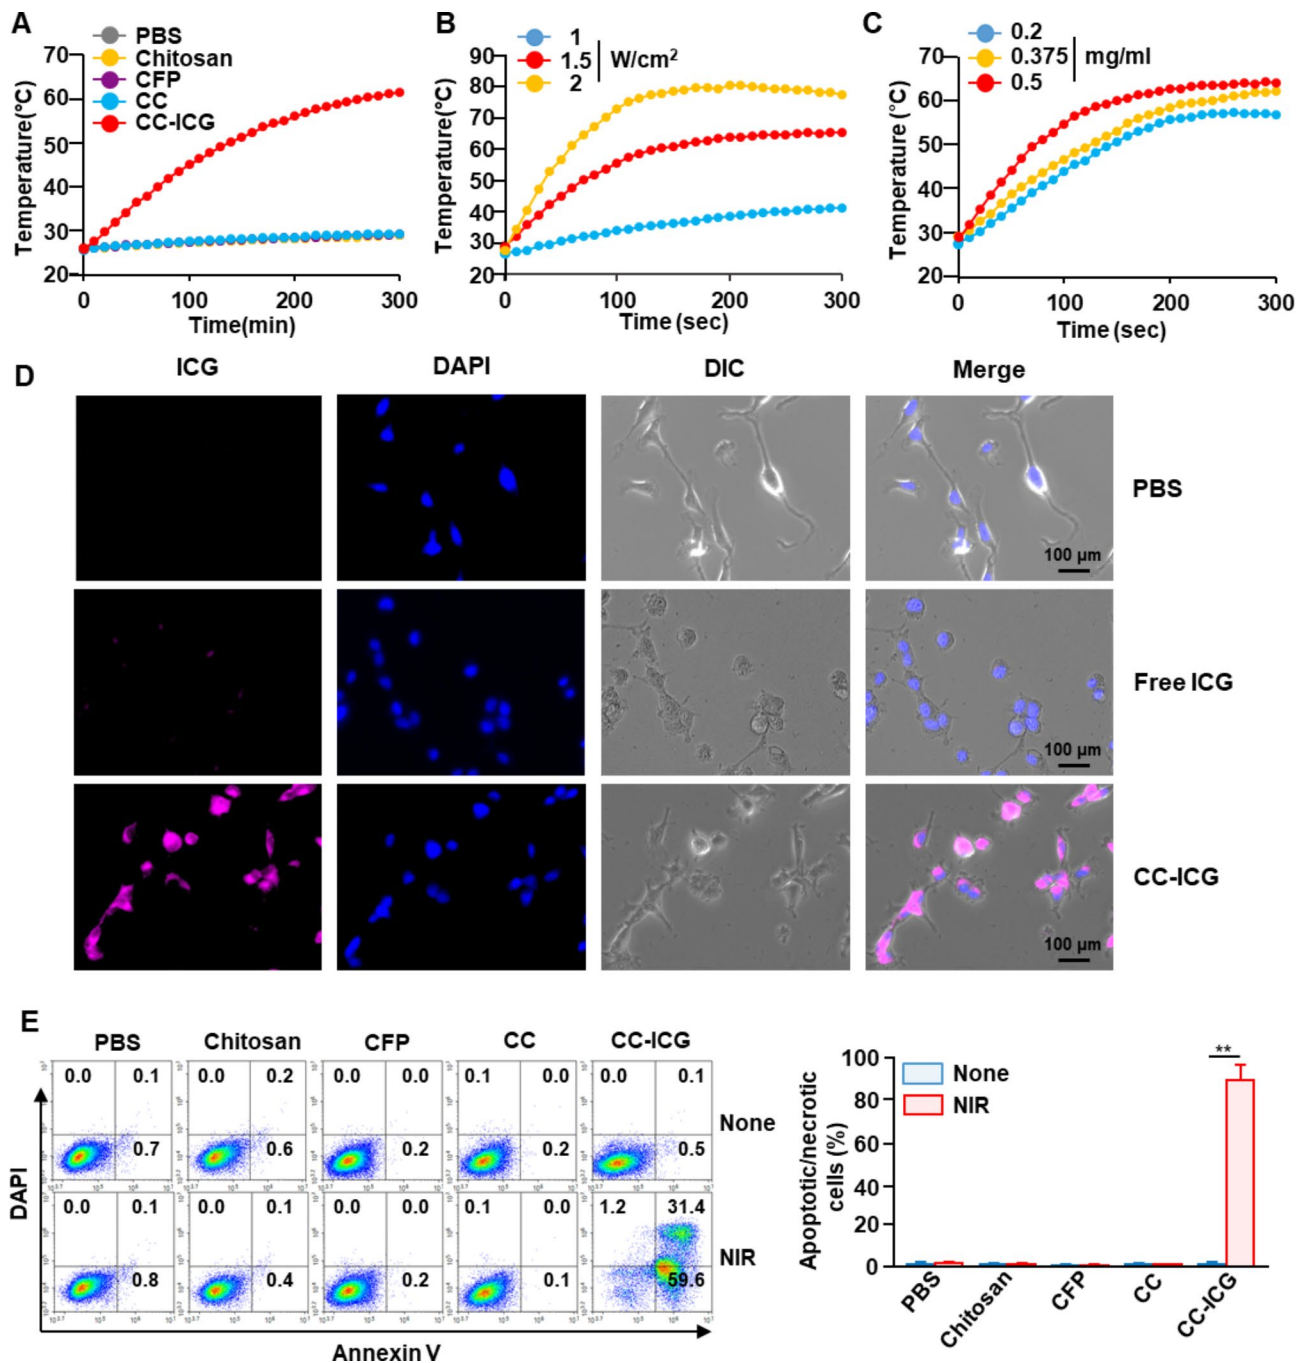 A
PBS
Chitosan
CFP
CC
CC-ICG
70
60
50
40
30
20
0 100 200 300
Temperature(°C)
Time(min)
B
1
1.5 W/cm²
2
90
80
70
60
50
40
30
20
0 100 200 300
Temperature(°C)
Time (sec)
C
0.2
0.375 mg/ml
0.5
70
60
50
40
30
20
0 100 200 300
Temperature (°C)
Time (sec)
D
ICG DAPI DIC Merge
PBS
100 μm
Free ICG
100 μm
CC-ICG
100 μm
E
PBS Chitosan CFP CC CC-ICG
0.0 0.1 0.0 0.2 0.0 0.0 0.1 0.0 0.0 0.1
None
0.7 0.6 0.2 0.2 0.5
0.0 0.1 0.0 0.1 0.0 0.0 0.1 0.0 1.2 31.4
NIR
0.8 0.4 0.2 0.1 59.6
DAPI
Annexin V
None
NIR
**
100
80
60
40
20
0
Apoptotic/necrotic
cells (%)
PBS Chitosan CFP CC CC-ICG